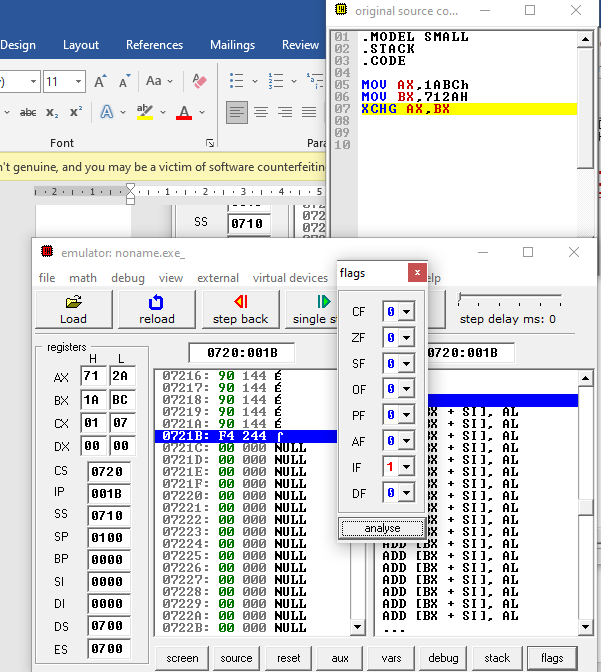 original source co...
Design Layout References Mailings Review
11 Aa
abc x₂ x² A ab A
Font Para
n't genuine, and you may be a victim of software counterfeiting
2 1 1 2 3 4 5
SS 0710
01 .MODEL SMALL
02 .STACK
03 .CODE
04
05 MOV AX,1ABCh
06 MOV BX,712AH
07 XCHG AX,BX
08
09
10
emulator: noname.exe_
file math debug view external virtual devices elp
Load reload step back single st step delay ms: 0
registers
H L
AX 71 2A
BX 1A BC
CX 01 07
DX 00 00
CS 0720
IP 001B
SS 0710
SP 0100
BP 0000
SI 0000
DI 0000
DS 0700
ES 0700
0720:001B
07216: 90 144 É
07217: 90 144 É
07218: 90 144 É
07219: 90 144 É
0721A: 90 144 É
0721B: F4 244 ⌠
0721C: 00 000 NULL
0721D: 00 000 NULL
0721E: 00 000 NULL
0721F: 00 000 NULL
07220: 00 000 NULL
07221: 00 000 NULL
07222: 00 000 NULL
07223: 00 000 NULL
07224: 00 000 NULL
07225: 00 000 NULL
07226: 00 000 NULL
07227: 00 000 NULL
07228: 00 000 NULL
07229: 00 000 NULL
0722A: 00 000 NULL
0722B: 00 000 NULL
flags
x
CF 0
ZF 0
SF 0
OF 0
PF 0
AF 0
IF 1
DF 0
analyse
0720:001B
[BX + SI], AL
[BX + SI], AL
[BX + SI], AL
[BX + SI], AL
[BX + SI], AL
[BX + SI], AL
[BX + SI], AL
[BX + SI], AL
[BX + SI], AL
[BX + SI], AL
ADD [BX + SI], AL
ADD [BX + SI], AL
ADD [BX + SI], AL
ADD [BX + SI], AL
ADD [BX + SI], AL
ADD [BX + SI], AL
ADD [BX + SI], AL
...
screen source reset aux vars debug stack flags